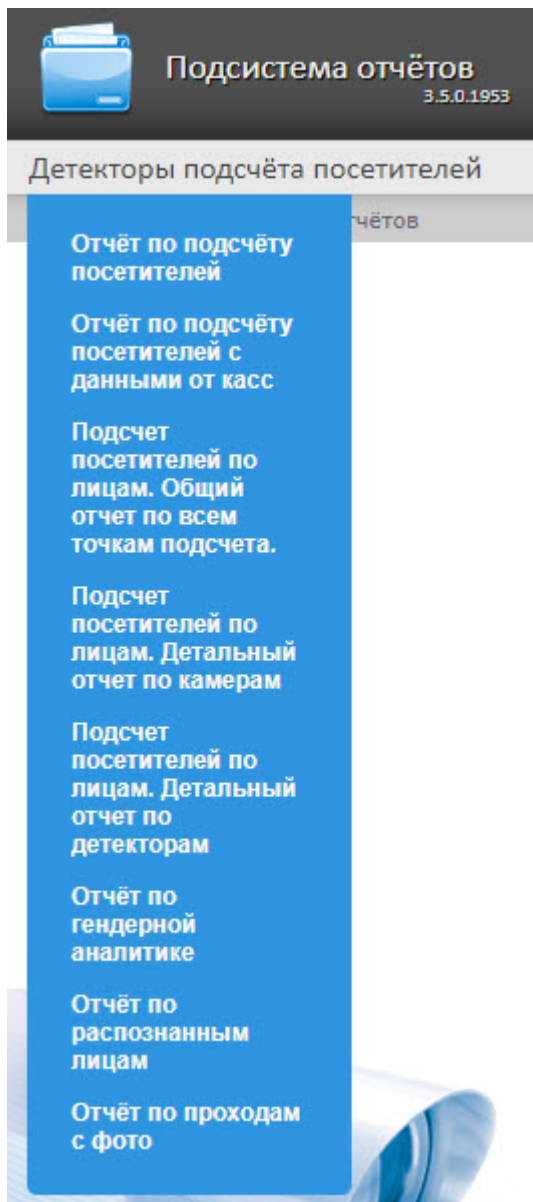 Подсистема отчётов
3.5.0.1953
Детекторы подсчёта посетителей
Отчёт по подсчёту
посетителей
Отчёт по подсчёту
посетителей с
данными от касс
Подсчет
посетителей по
лицам. Общий
отчет по всем
точкам подсчета.
Подсчет
посетителей по
лицам. Детальный
отчет по камерам
Подсчет
посетителей по
лицам. Детальный
отчет по
детекторам
Отчёт по
гендерной
аналитике
Отчёт по
распознанным
лицам
Отчёт по проходам
с фото